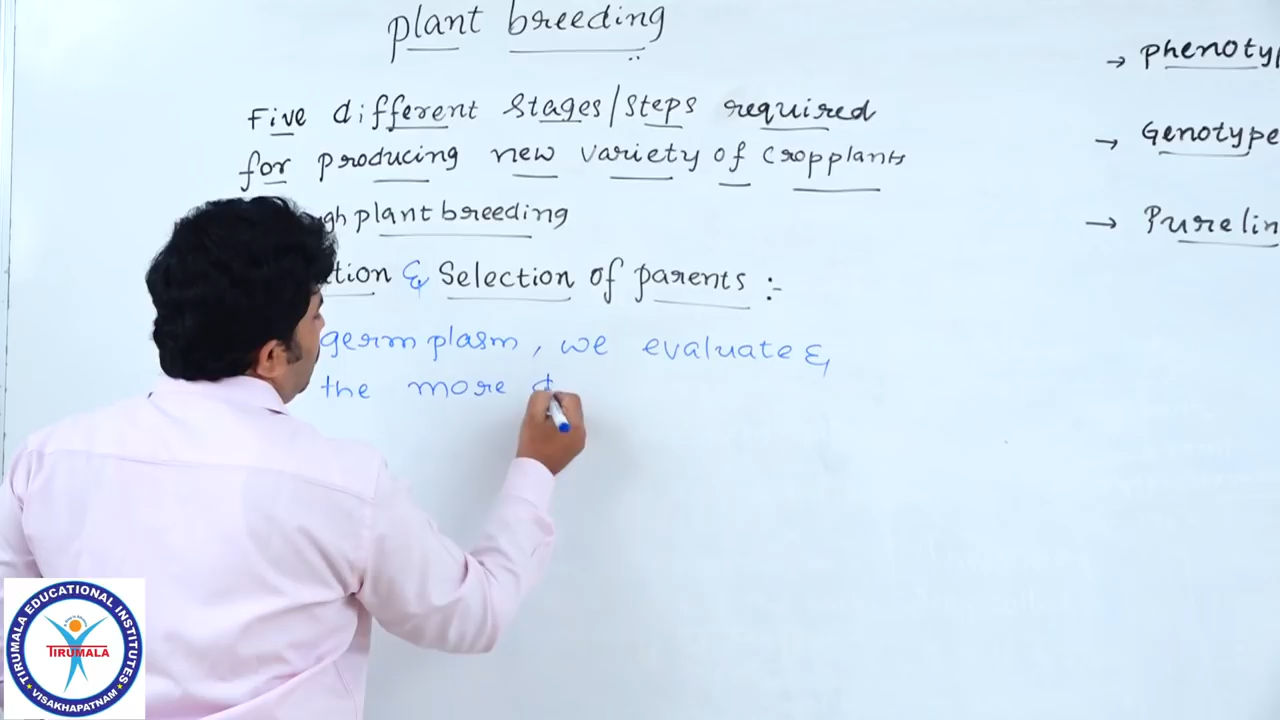 plant breeding
Five different stages/steps required
for producing new variety of cropplants
plant breeding
& Selection of parents :-
germplasm, we evaluate &
the more
→ phenotyp
→ Genotype
→ Purelin
TIRUMALA EDUCATIONAL INSTITUTES
TIRUMALA
VISAKHAPATNAM